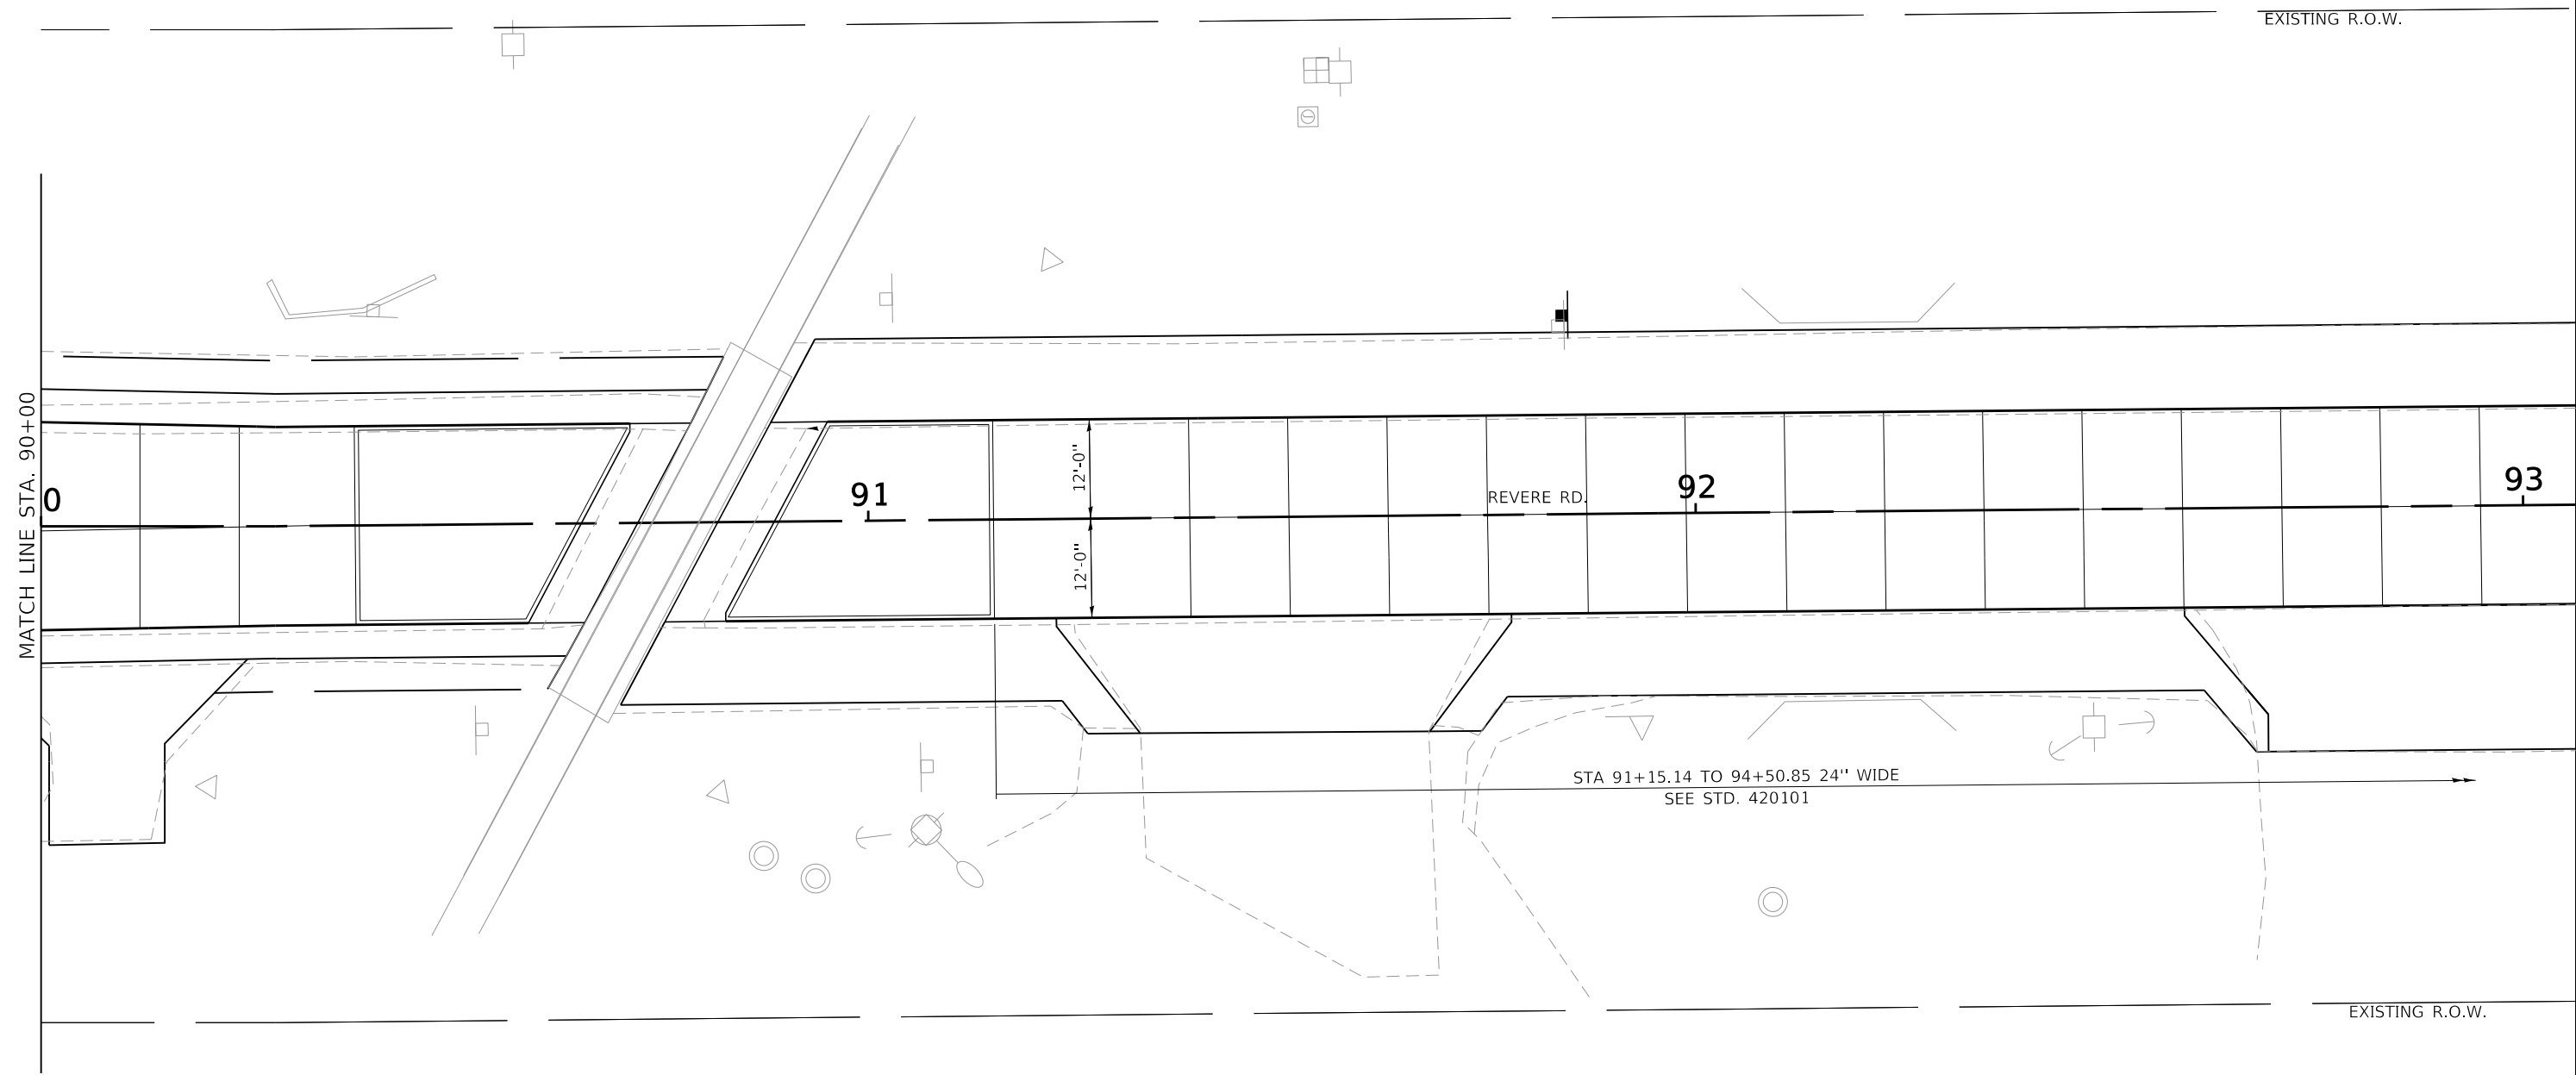 EXISTING R.O.W.
MATCH LINE STA. 90+00
0
91
12'-0"
12'-0"
REVERE RD.
92
93
STA 91+15.14 TO 94+50.85 24" WIDE
SEE STD. 420101
EXISTING R.O.W.